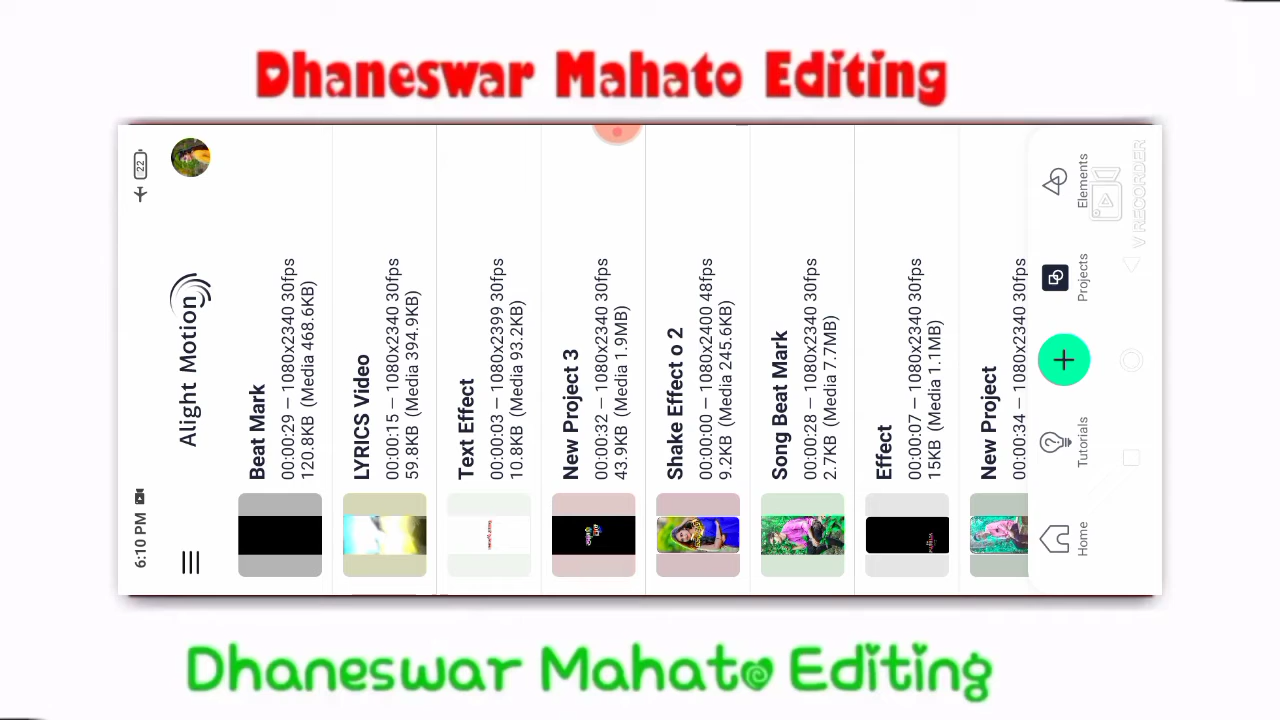 Dhaneswar Mahato Editing
6:10 PM
22
Alight Motion
Beat Mark
00:00:29 – 1080x2340 30fps
120.8KB (Media 468.6KB)
LYRICS Video
00:00:15 – 1080x2340 30fps
59.8KB (Media 394.9KB)
Text Effect
00:00:03 – 1080x2399 30fps
10.8KB (Media 93.2KB)
New Project 3
00:00:32 – 1080x2340 30fps
43.9KB (Media 1.9MB)
Shake Effect o 2
00:00:00 – 1080x2400 48fps
9.2KB (Media 245.6KB)
Song Beat Mark
00:00:28 – 1080x2340 30fps
2.7KB (Media 7.7MB)
Effect
00:00:07 – 1080x2340 30fps
15KB (Media 1.1MB)
New Project
00:00:34 – 1080x2340 30fps
Home
Tutorials
Projects
Elements
V RECORDER
Dhaneswar Mahato Editing